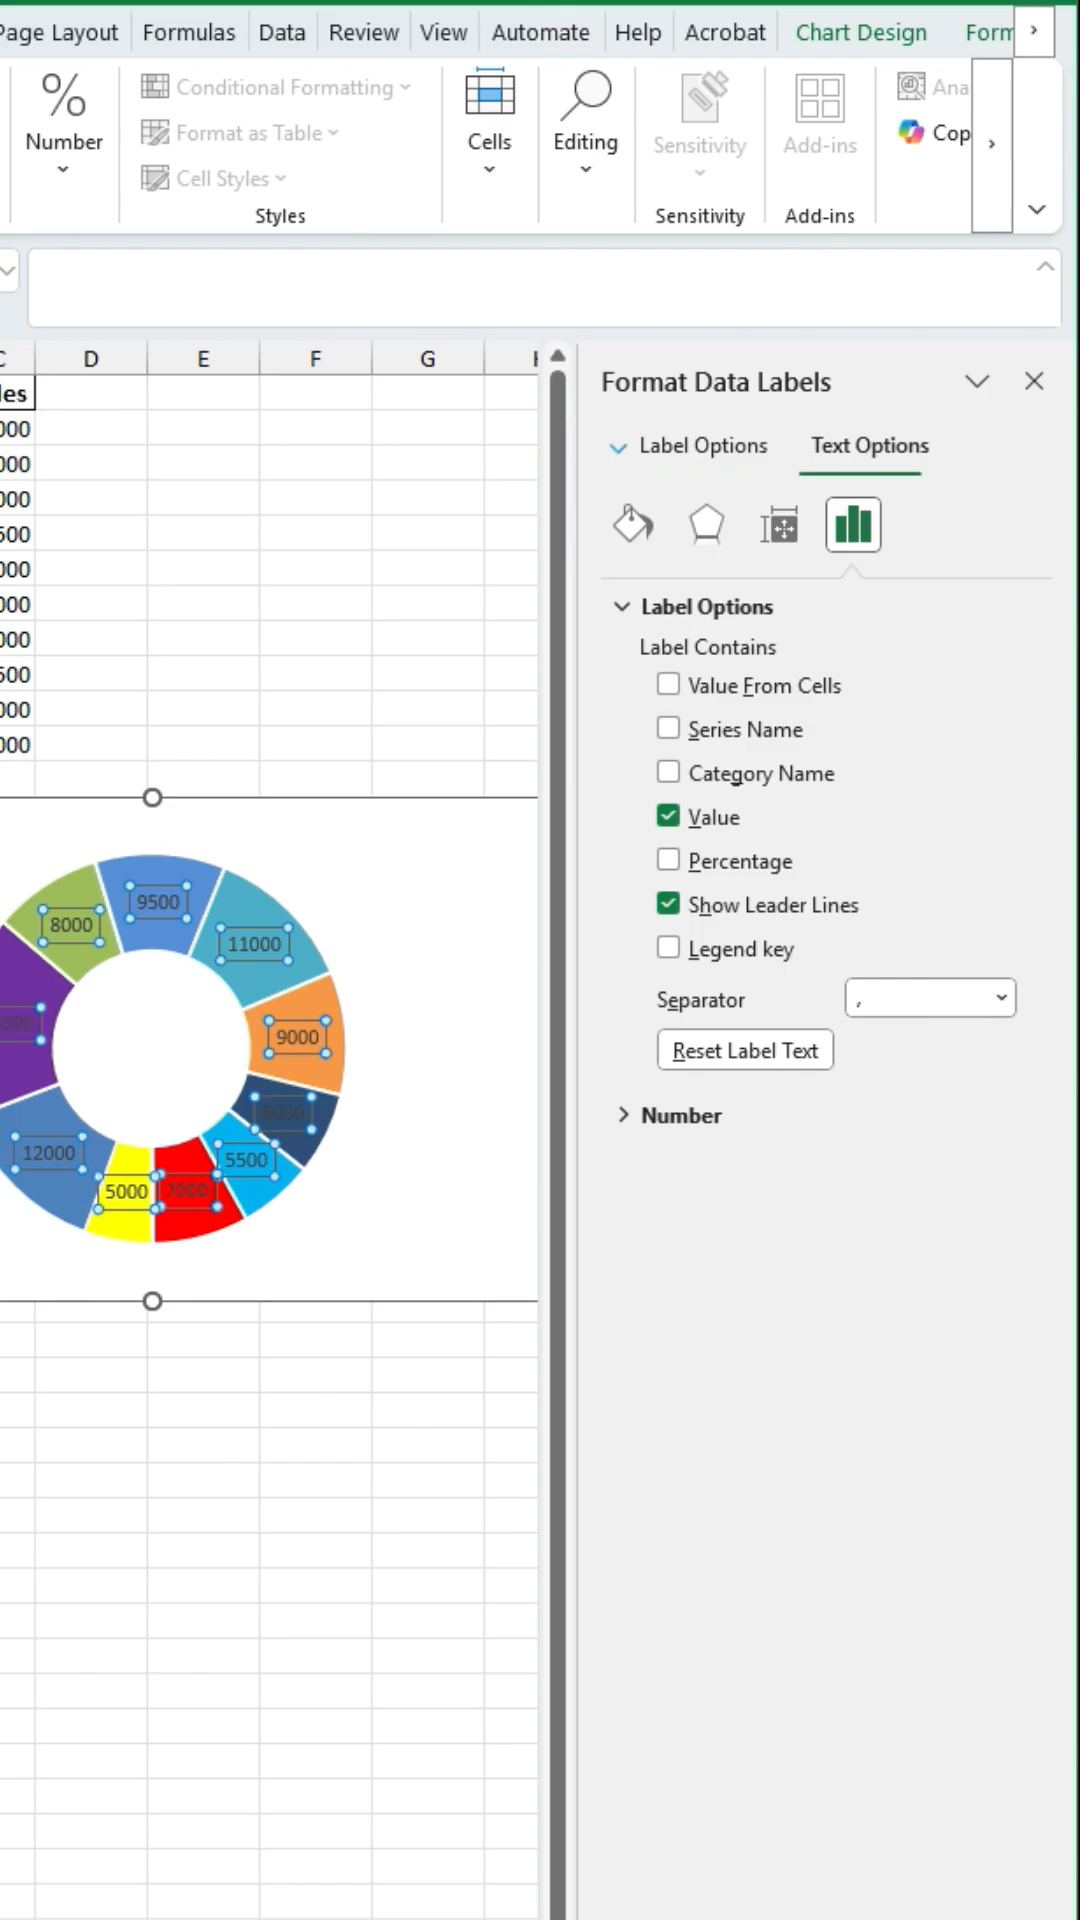 Page Layout Formulas Data Review View Automate Help Acrobat Chart Design Form
Conditional Formatting
Number
Format as Table
Cells
Editing
Sensitivity
Add-ins
Ana
Cop
Cell Styles
Styles
Sensitivity
Add-ins
C D E F G H
les
000
000
000
500
000
000
000
500
000
000
Format Data Labels
Label Options Text Options
Label Options
Label Contains
Value From Cells
Series Name
Category Name
Value
Percentage
Show Leader Lines
Legend key
Separator ,
Reset Label Text
Number
9500
8000
11000
9000
6000
5500
12000
5000
7000